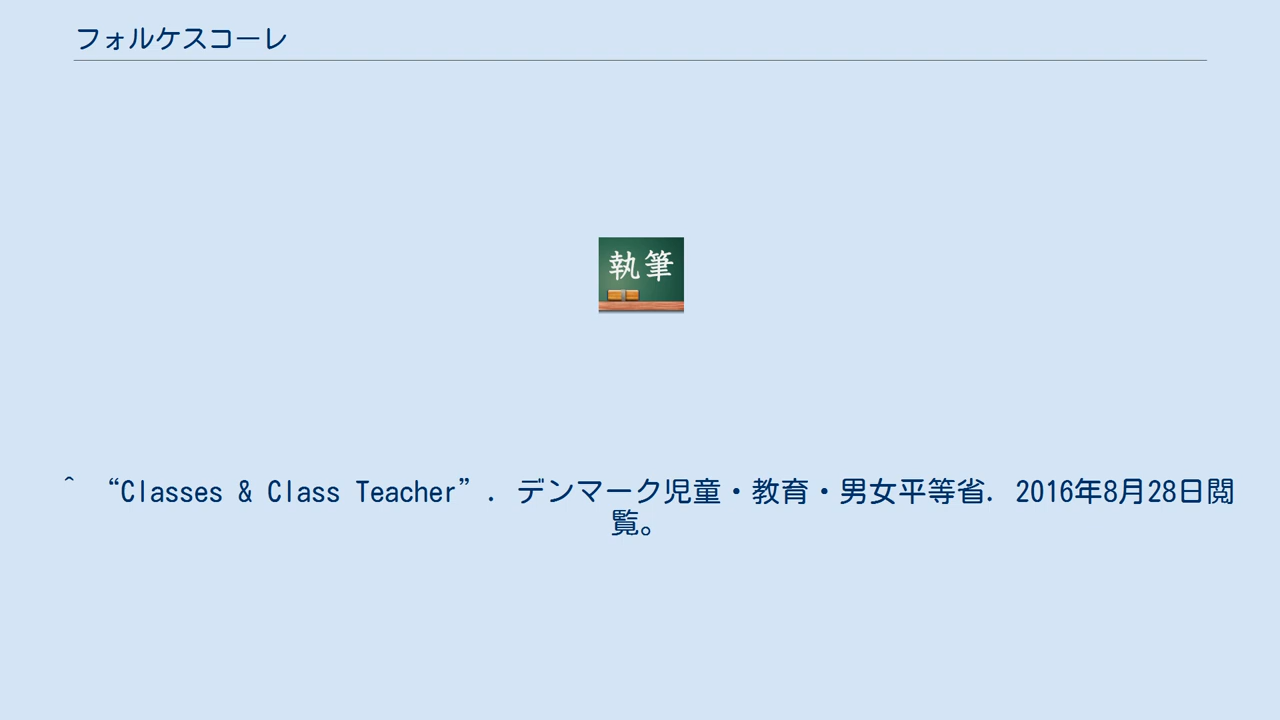 フォルケスコーレ
執筆
^ “Classes & Class Teacher”. デンマーク児童・教育・男女平等省. 2016年8月28日閲
覧。